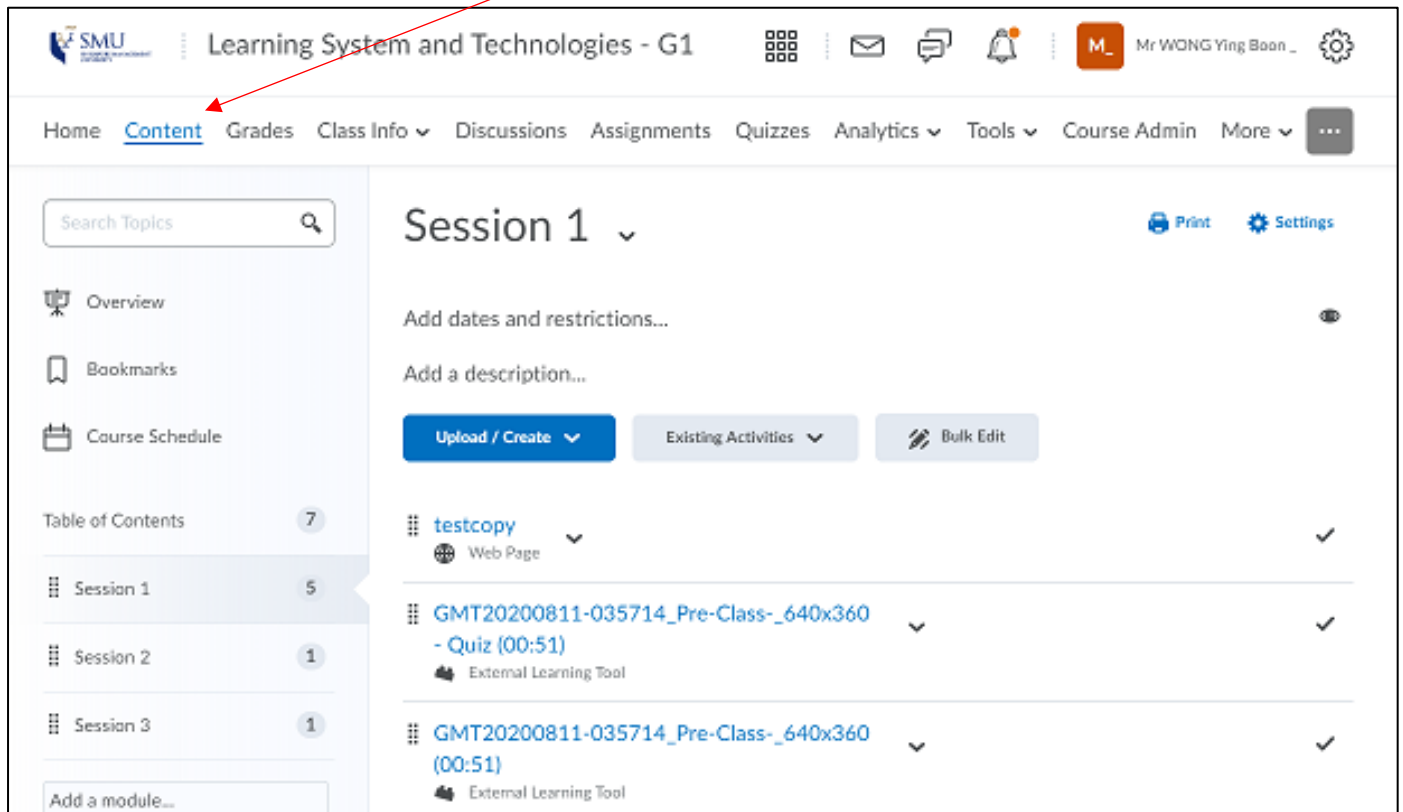 SMU
Learning System and Technologies - G1
M_
Mr WONG Ying Boon _
Home Content Grades Class Info Discussions Assignments Quizzes Analytics Tools Course Admin More ...
Search Topics
Overview
Bookmarks
Course Schedule
Table of Contents 7
Session 1 5
Session 2 1
Session 3 1
Add a module...
Session 1
Print Settings
Add dates and restrictions...
Add a description...
Upload / Create Existing Activities Bulk Edit
testcopy
Web Page
GMT20200811-035714_Pre-Class-_640x360
- Quiz (00:51)
External Learning Tool
GMT20200811-035714_Pre-Class-_640x360
(00:51)
External Learning Tool